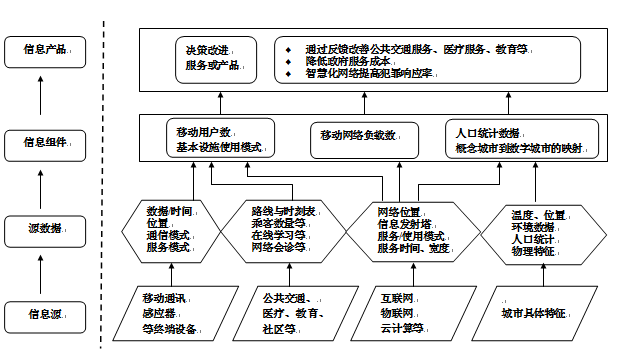 信息产品
决策改进
服务或产品
◆ 通过反馈改善公共交通服务、医疗服务、教育等
◆ 降低政府服务成本
◆ 智慧化网络提高犯罪响应率
信息组件
移动用户数
基本设施使用模式
移动网络负载数
人口统计数据
概念城市到数字城市的映射
源数据
数据/时间
位置
通信模式
服务模式
路线与时刻表
乘客数量等
在线学习等
网络会诊等
网络位置
信息发射塔
服务/使用模式
服务时间、宽度
温度、位置
环境数据
人口统计
物理特征
信息源
移动通讯
感应器
等终端设备
公共交通、
医疗、教育、
社区等
互联网
物联网
云计算等
城市具体特征